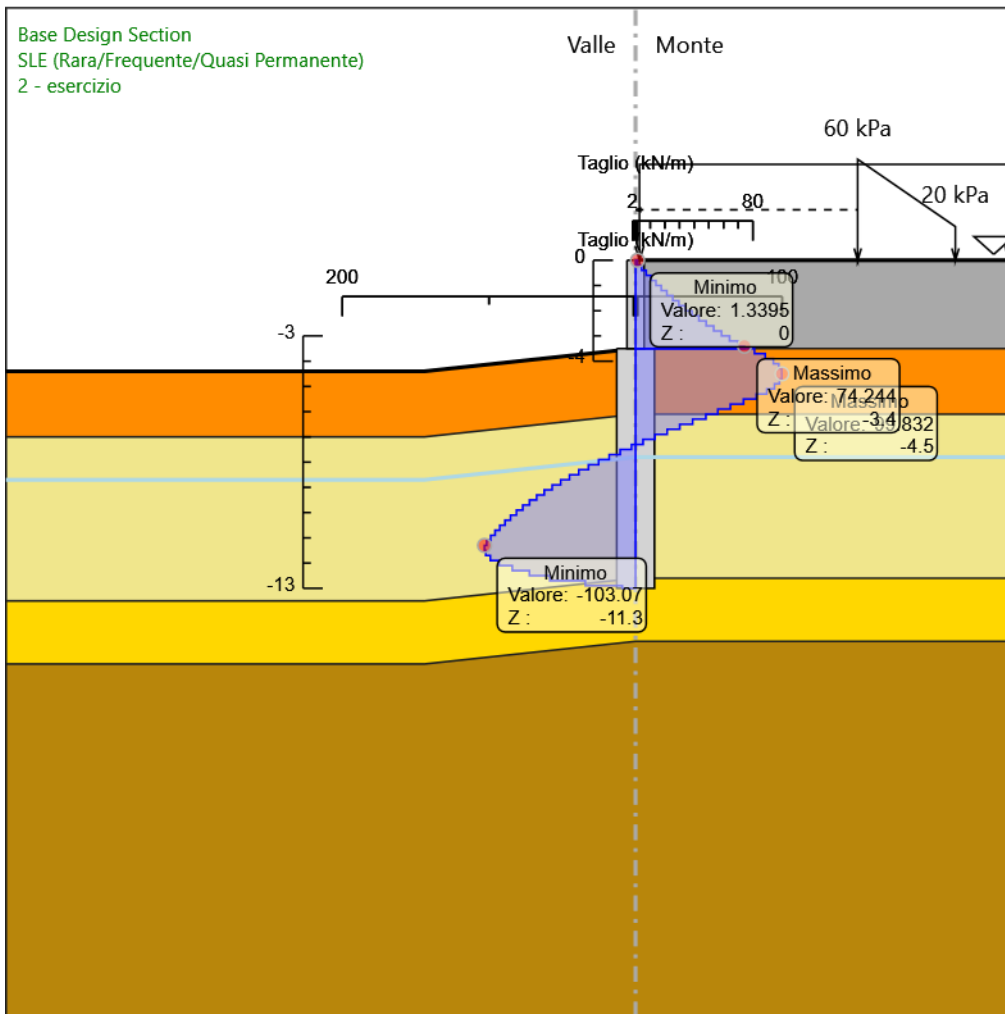 Base Design Section
SLE (Rara/Frequente/Quasi Permanente)
2 - esercizio
Valle
Monte
60 kPa
20 kPa
Taglio (kN/m)
2
80
Taglio (kN/m)
0
200
100
-3
-4
-13
Minimo
Valore: 1.3395
Z : 0
Massimo
Valore: 74.244
Z : -3.4
Massimo
Valore:
Z : -4.5
Minimo
Valore: -103.07
Z : -11.3